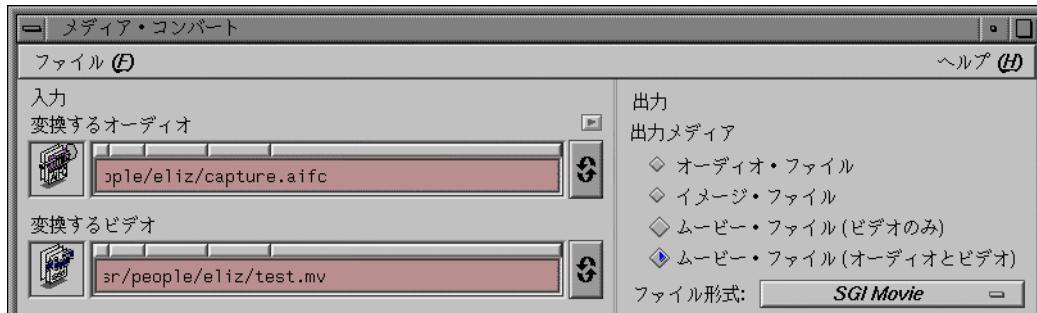 メディア・コンバート
ファイル (F)
ヘルプ (H)
入力
変換するオーディオ
ople/eliz/capture.aifc
変換するビデオ
sr/people/eliz/test.mv
出力
出力メディア
オーディオ・ファイル
イメージ・ファイル
ムービー・ファイル(ビデオのみ)
ムービー・ファイル(オーディオとビデオ)
ファイル形式: SGI Movie